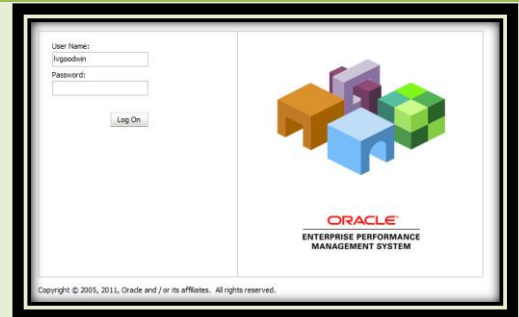 User Name:
lvgoodwin
Password:
Log On
ORACLE
ENTERPRISE PERFORMANCE
MANAGEMENT SYSTEM
Copyright © 2005, 2011, Oracle and / or its affiliates. All rights reserved.